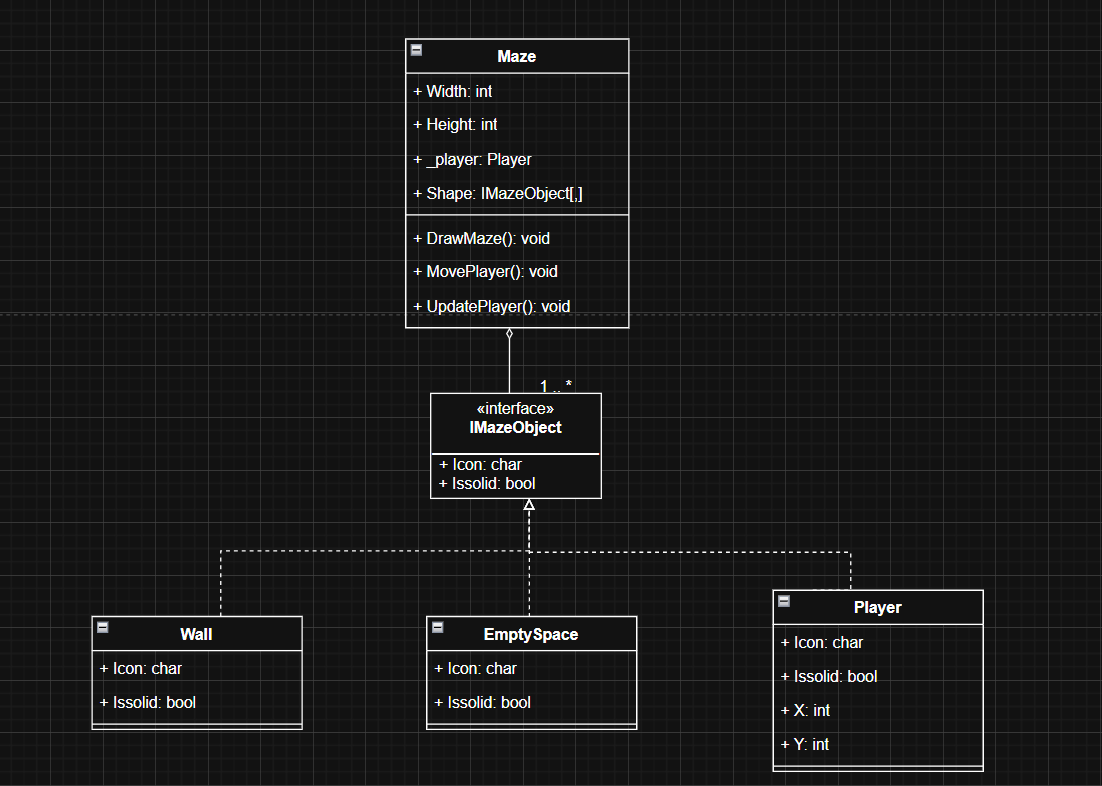 Maze
+ Width: int
+ Height: int
+ _player: Player
+ Shape: IMazeObject[,]
+ DrawMaze(): void
+ MovePlayer(): void
+ UpdatePlayer(): void
1..*
«interface»
IMazeObject
+ Icon: char
+ Issolid: bool
Wall
+ Icon: char
+ Issolid: bool
EmptySpace
+ Icon: char
+ Issolid: bool
Player
+ Icon: char
+ Issolid: bool
+ X: int
+ Y: int